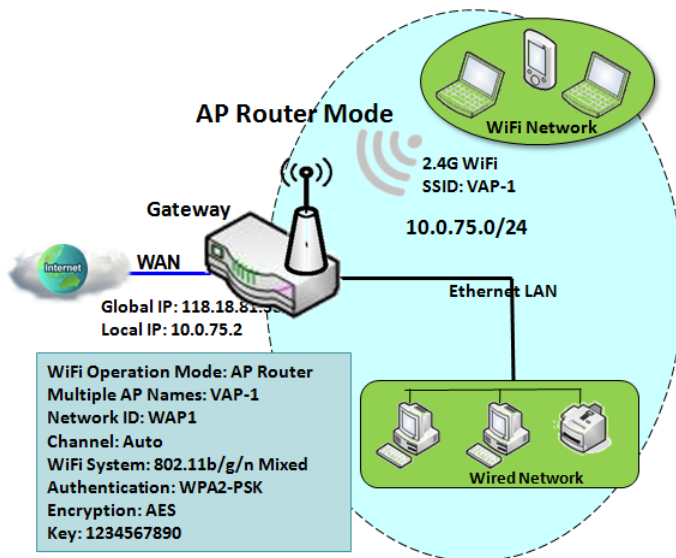 AP Router Mode
WiFi Network
2.4G WiFi
SSID: VAP-1
Gateway
10.0.75.0/24
Internet
WAN
Ethernet LAN
Global IP:
Local IP: 10.0.75.2
WiFi Operation Mode: AP Router
Multiple AP Names: VAP-1
Network ID: WAP1
Channel: Auto
WiFi System: 802.11b/g/n Mixed
Authentication: WPA2-PSK
Encryption: AES
Key: 1234567890
Wired Network